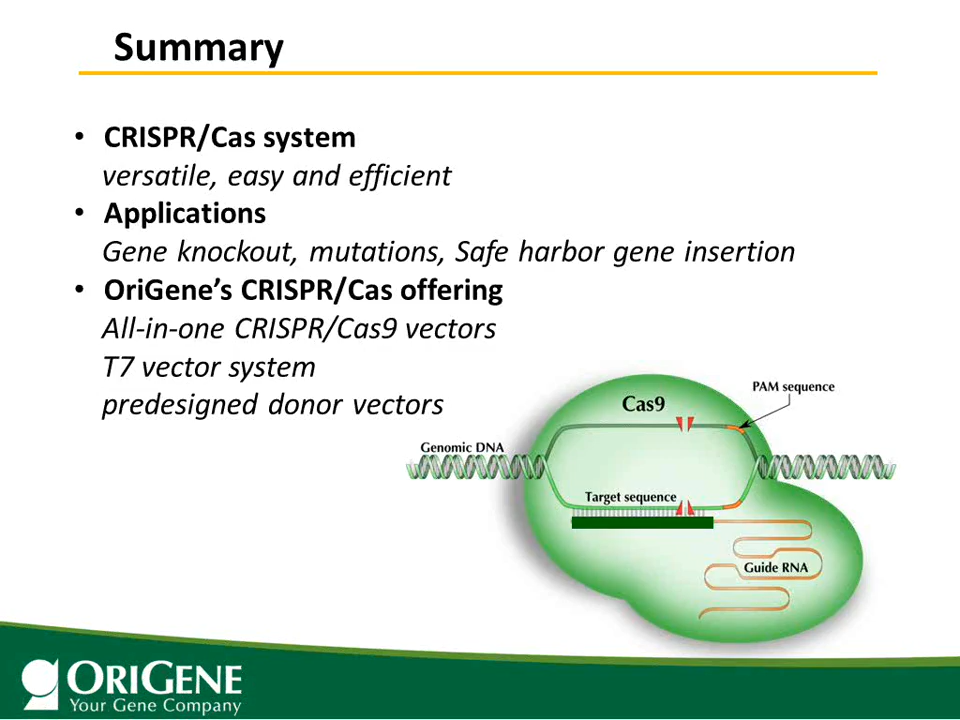 Summary
• CRISPR/Cas system
versatile, easy and efficient
• Applications
Gene knockout, mutations, Safe harbor gene insertion
• OriGene’s CRISPR/Cas offering
All-in-one CRISPR/Cas9 vectors
T7 vector system
predesigned donor vectors
PAM sequence
Cas9
Genomic DNA
Target sequence
Guide RNA
ORIGENE
Your Gene Company